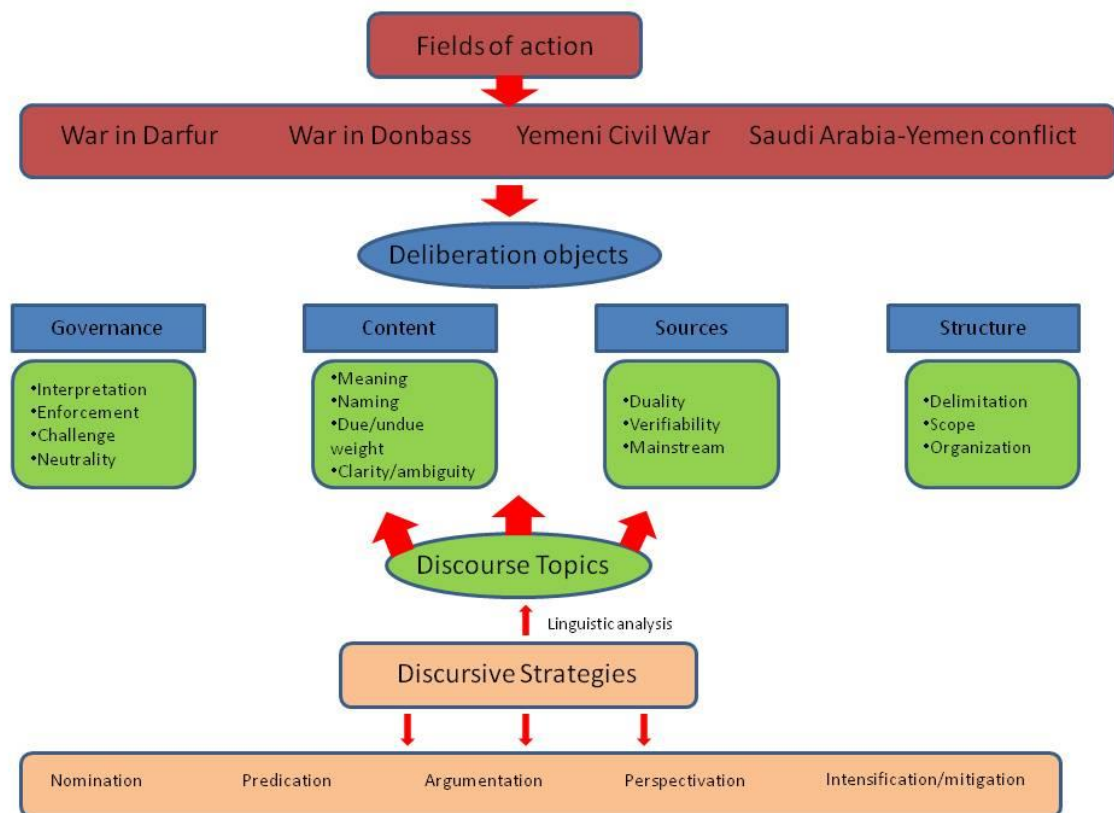 Fields of action
War in Darfur War in Donbass Yemeni Civil War Saudi Arabia-Yemen conflict
Deliberation objects
Governance Content Sources Structure
•Interpretation
•Enforcement
•Challenge
•Neutrality
•Meaning
•Naming
•Due/undue
weight
•Clarity/ambiguity
•Duality
•Verifiability
•Mainstream
•Delimitation
•Scope
•Organization
Discourse Topics
Linguistic analysis
Discursive Strategies
Nomination Predication Argumentation Perspectivation Intensification/mitigation